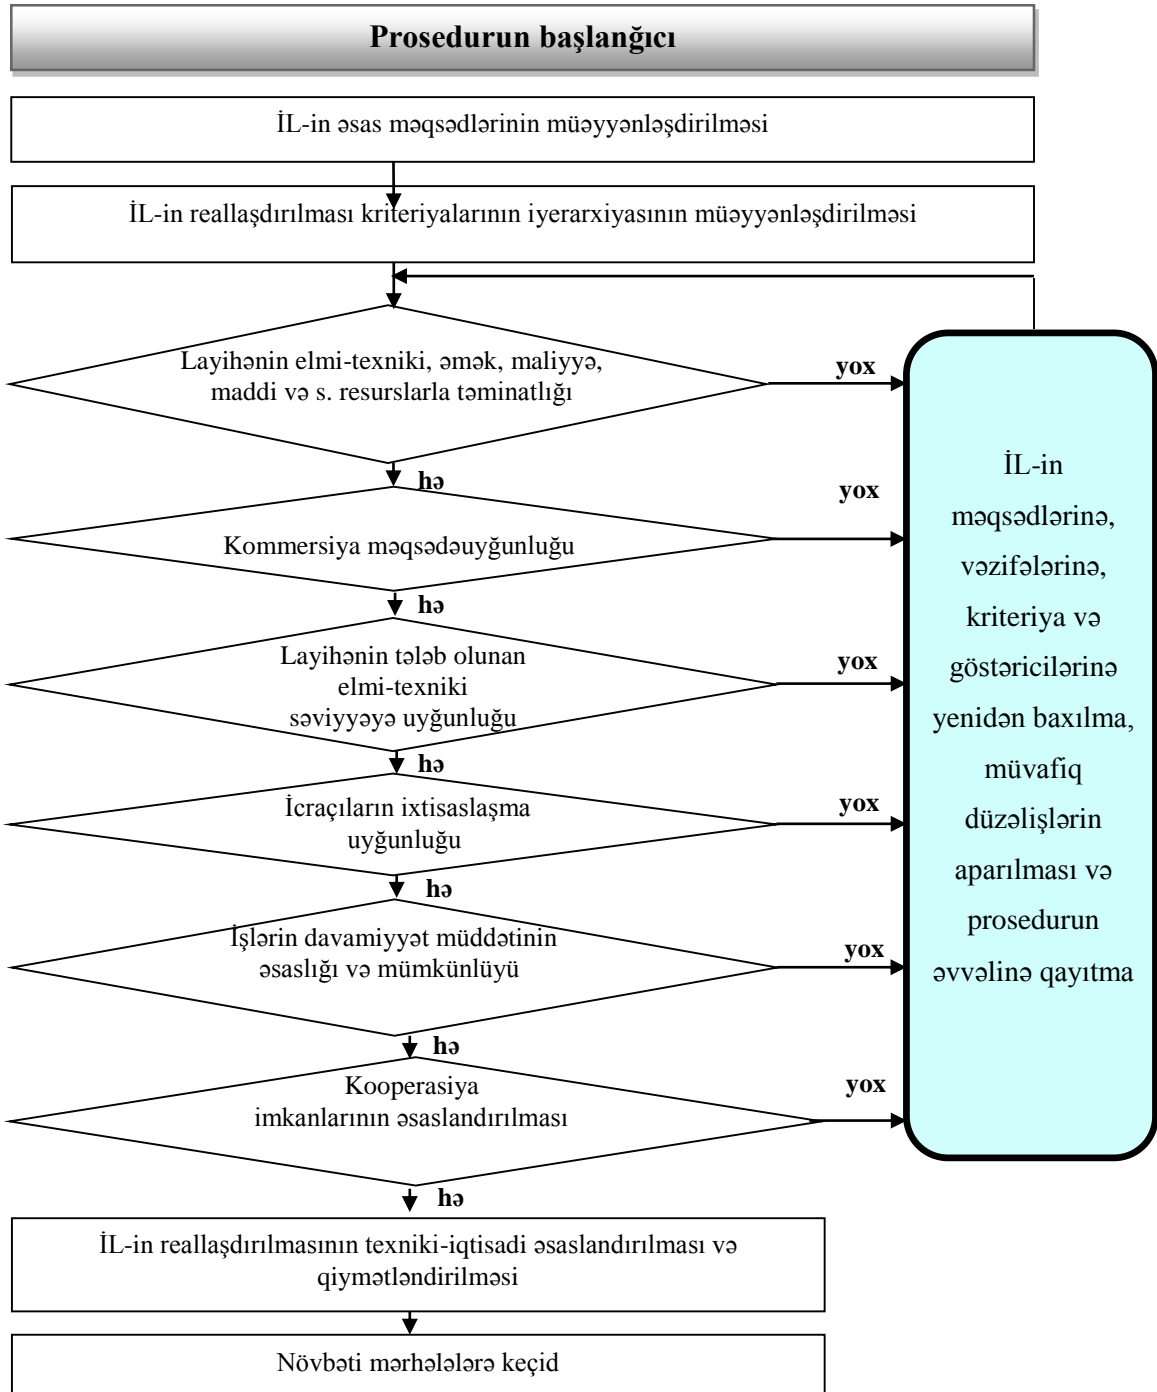 Prosedurun başlanğıcı
İL-in əsas məqsədlərinin müəyyənləşdirilməsi
İL-in reallaşdırılması kriteriyalarının iyerarxiyasının müəyyənləşdirilməsi
Layihənin elmi-texniki, əmək, maliyyə,
maddi və s. resurslarla təminatlığı
yox
hə
Kommersiya məqsədəuyğunluğu
yox
hə
Layihənin tələb olunan
elmi-texniki
səviyyəyə uyğunluğu
yox
hə
İcraçıların ixtisaslaşma
uyğunluğu
yox
hə
İşlərin davamiyyət müddətinin
əsaslığı və mümkünlüyü
yox
hə
Kooperasiya
imkanlarının əsaslandırılması
yox
hə
İL-in
məqsədlərinə,
vəzifələrinə,
kriteriya və
göstəricilərinə
yenidən baxılma,
müvafiq
düzəlişlərin
aparılması və
prosedurun
əvvəlinə qayıtma
İL-in reallaşdırılmasının texniki-iqtisadi əsaslandırılması və
qiymətləndirilməsi
Növbəti mərhələlərə keçid